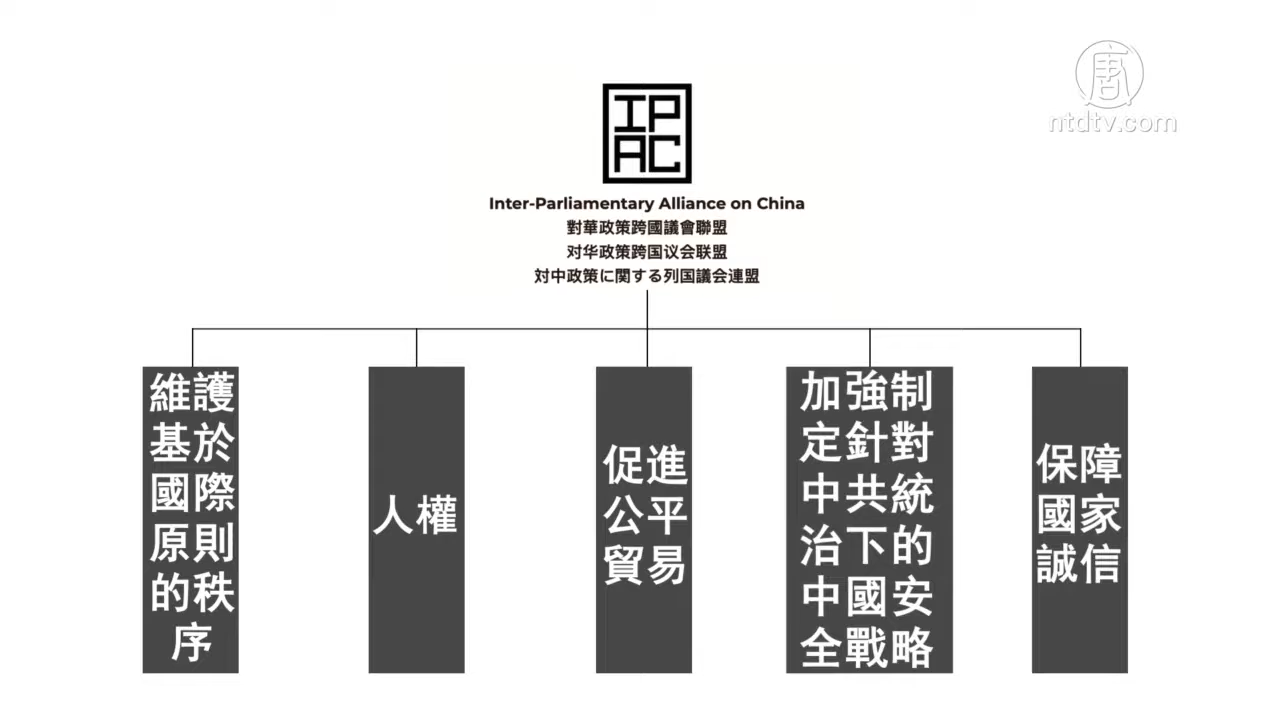 唐
ntdtv.com
IP
AC
Inter-Parliamentary Alliance on China
對華政策跨國議會聯盟
对华政策跨国议会联盟
対中政策に関する列国議会連盟
維護
基於
國際
原則
的秩
序
人權
促進
公平
貿易
加強制
定針對
中共統
治下的
中國安
全戰略
保障
國家
誠信